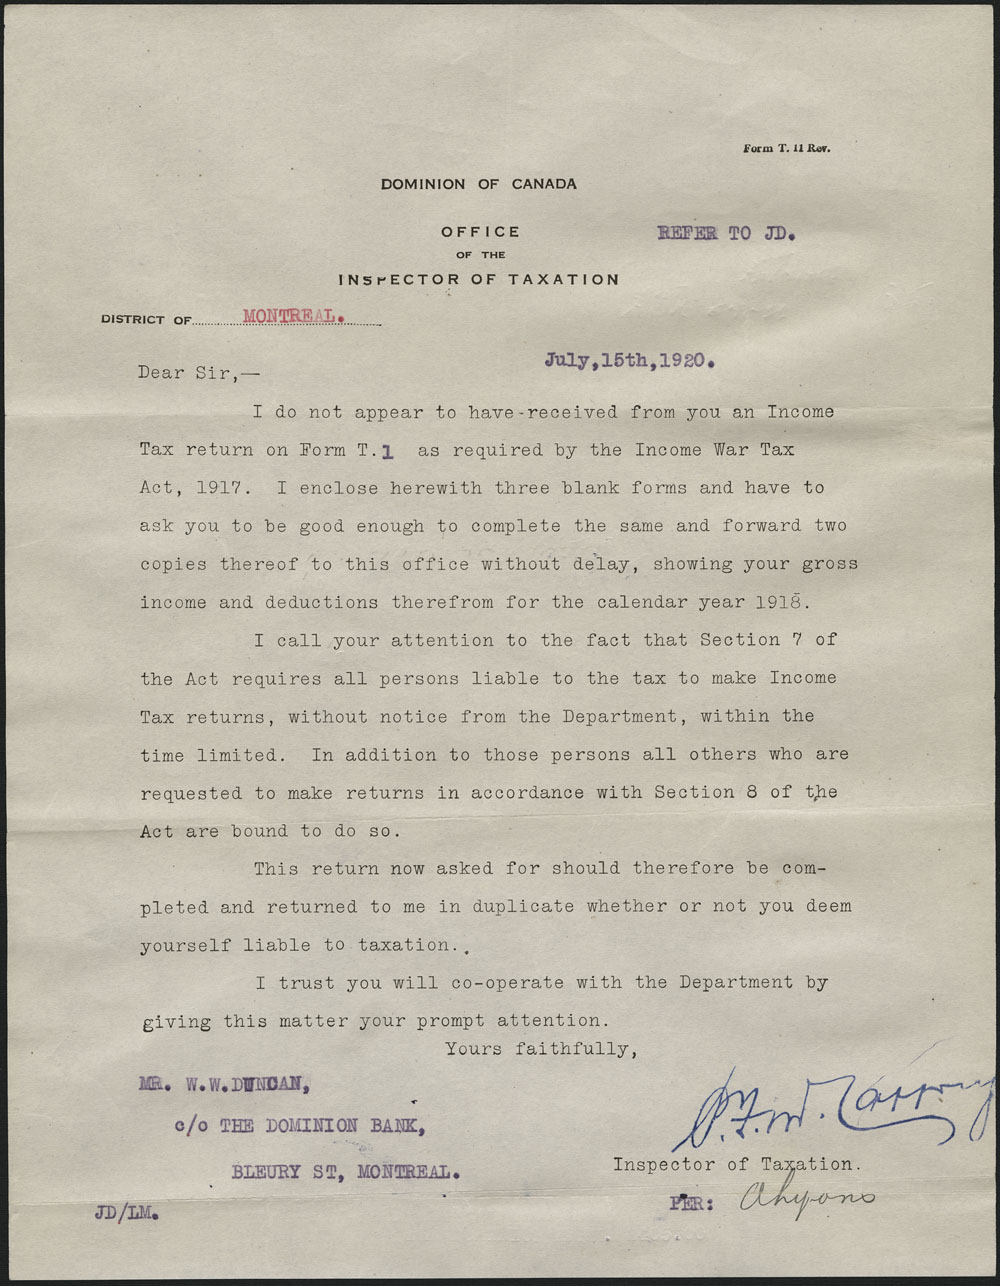 Form T. 11 Rev.
DOMINION OF CANADA
OFFICE
REFER TO JD.
OF THE
INSPECTOR OF TAXATION
DISTRICT OF MONTREAL.
July,15th,1920.
Dear Sir,—
I do not appear to have-received from you an Income
Tax return on Form T.1 as required by the Income War Tax
Act, 1917. I enclose herewith three blank forms and have to
ask you to be good enough to complete the same and forward two
copies thereof to this office without delay, showing your gross
income and deductions therefrom for the calendar year 1918.
I call your attention to the fact that Section 7 of
the Act requires all persons liable to the tax to make Income
Tax returns, without notice from the Department, within the
time limited. In addition to those persons all others who are
requested to make returns in accordance with Section 8 of the
Act are bound to do so.
This return now asked for should therefore be com-
pleted and returned to me in duplicate whether or not you deem
yourself liable to taxation..
I trust you will co-operate with the Department by
giving this matter your prompt attention.
Yours faithfully,
MR. W.W.DUNCAN,
c/o THE DOMINION BANK,
BLEURY ST, MONTREAL.
Inspector of Taxation.
PER:
JD/LM.